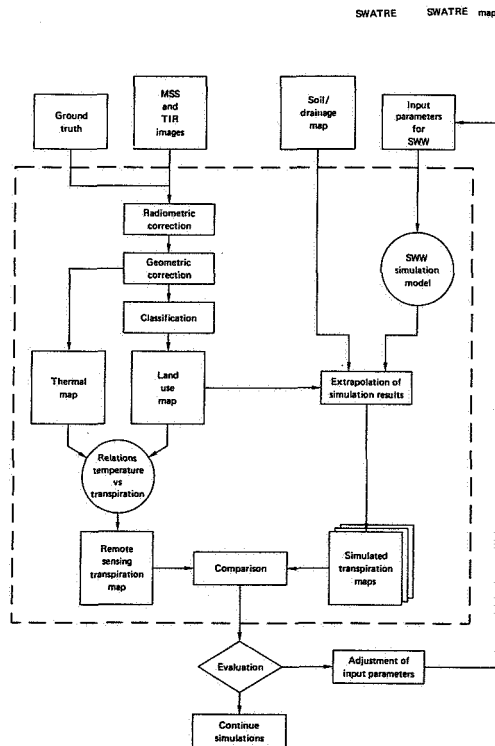 SWATRE SWATRE map
Ground
truth
MSS
and
TIR
images
Soil/
drainage
map
Input
parameters
for
SWW
Radiometric
correction
Geometric
correction
SWW
simulation
model
Classification
Thermal
map
Land
use
map
Extrapolation of
simulation results
Relations
temperature
vs
transpiration
Remote
sensing
transpiration
map
Comparison
Simulated
transpiration
maps
Evaluation
Adjustment of
input parameters
Continue
simulations